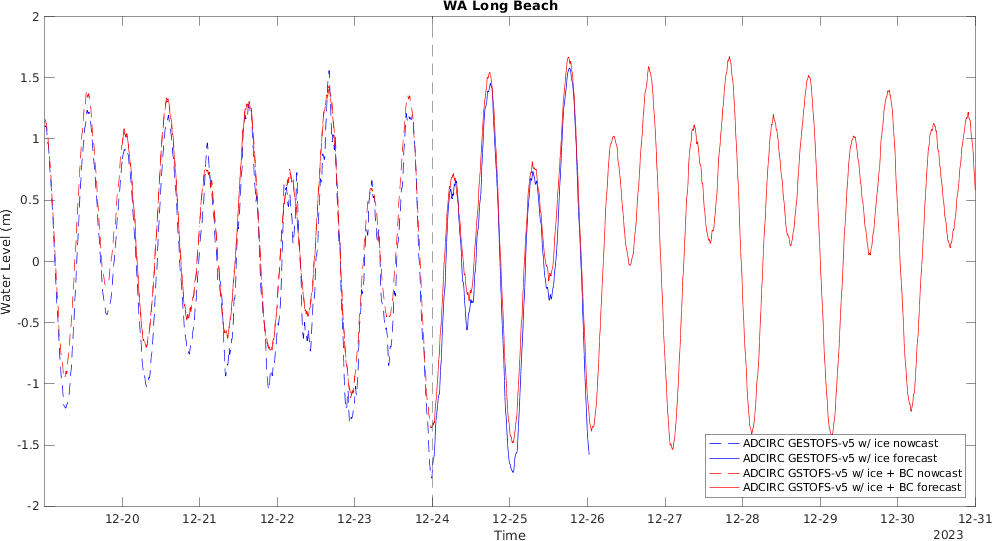 WA Long Beach
2
1.5
1
0.5
0
-0.5
-1
-1.5
-2
Water Level (m)
12-20 12-21 12-22 12-23 12-24 12-25 12-26 12-27 12-28 12-29 12-30 12-31
Time
2023
ADCIRC GESTOFS-v5 w/ ice nowcast
ADCIRC GESTOFS-v5 w/ ice forecast
ADCIRC GSTOFS-v5 w/ ice + BC nowcast
ADCIRC GSTOFS-v5 w/ ice + BC forecast